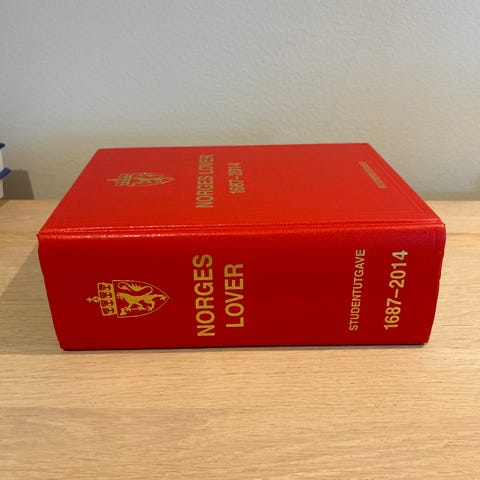 NORGES LOVER
1687–2014
NORGES
LOVER
STUDENTUTGAVE
1687–2014